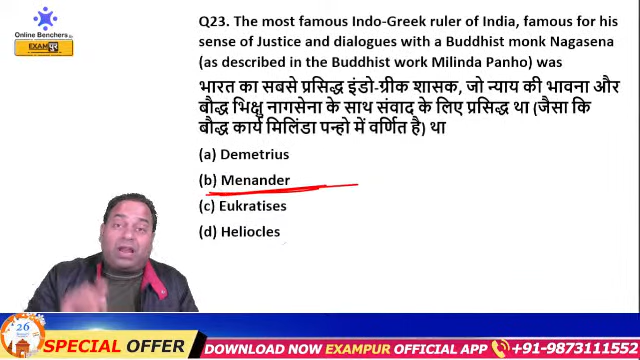 Online Benchers
EXAMपुर
Q23. The most famous Indo-Greek ruler of India, famous for his
sense of Justice and dialogues with a Buddhist monk Nagasena
(as described in the Buddhist work Milinda Panho) was
भारत का सबसे प्रसिद्ध इंडो-ग्रीक शासक, जो न्याय की भावना और
बौद्ध भिक्षु नागसेना के साथ संवाद के लिए प्रसिद्ध था (जैसा कि
बौद्ध कार्य मिलिंडा पन्हो में वर्णित है) था
(a) Demetrius
(b) Menander
(c) Eukratises
(d) Heliocles
26
SPECIAL OFFER
DOWNLOAD NOW EXAMPUR OFFICIAL APP
+91-9873111552